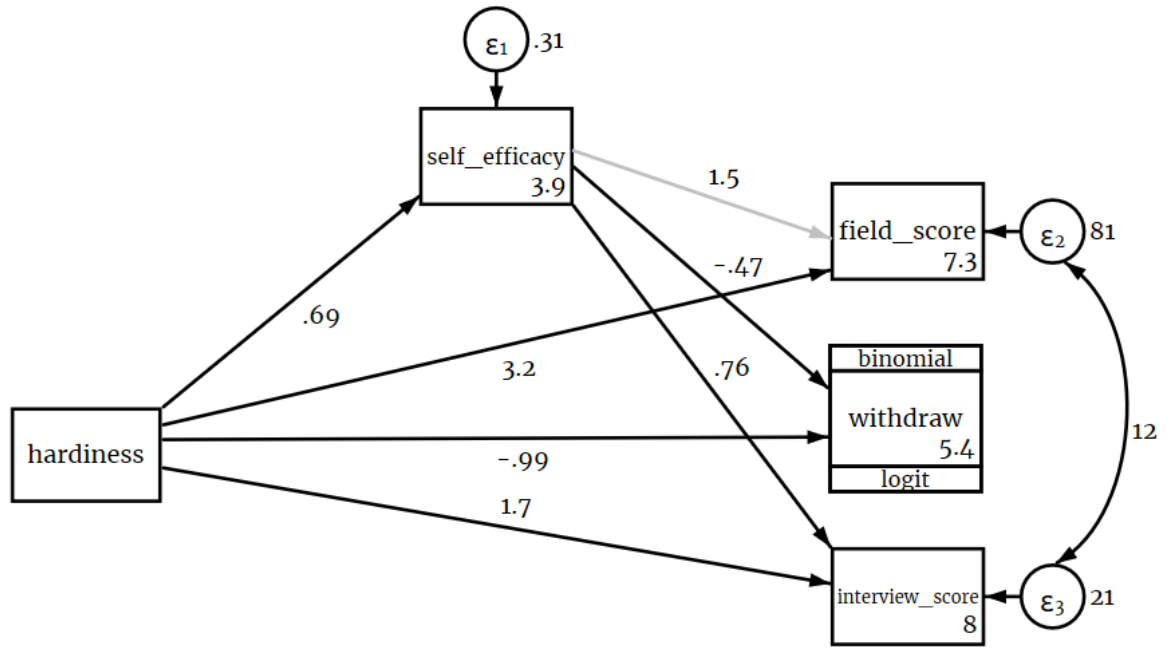 ε1 .31
self_efficacy
3.9
1.5
field_score
7.3
ε2 81
-.47
.69
3.2
.76
binomial
withdraw
5.4
logit
12
hardiness
-.99
1.7
interview_score
8
ε3 21